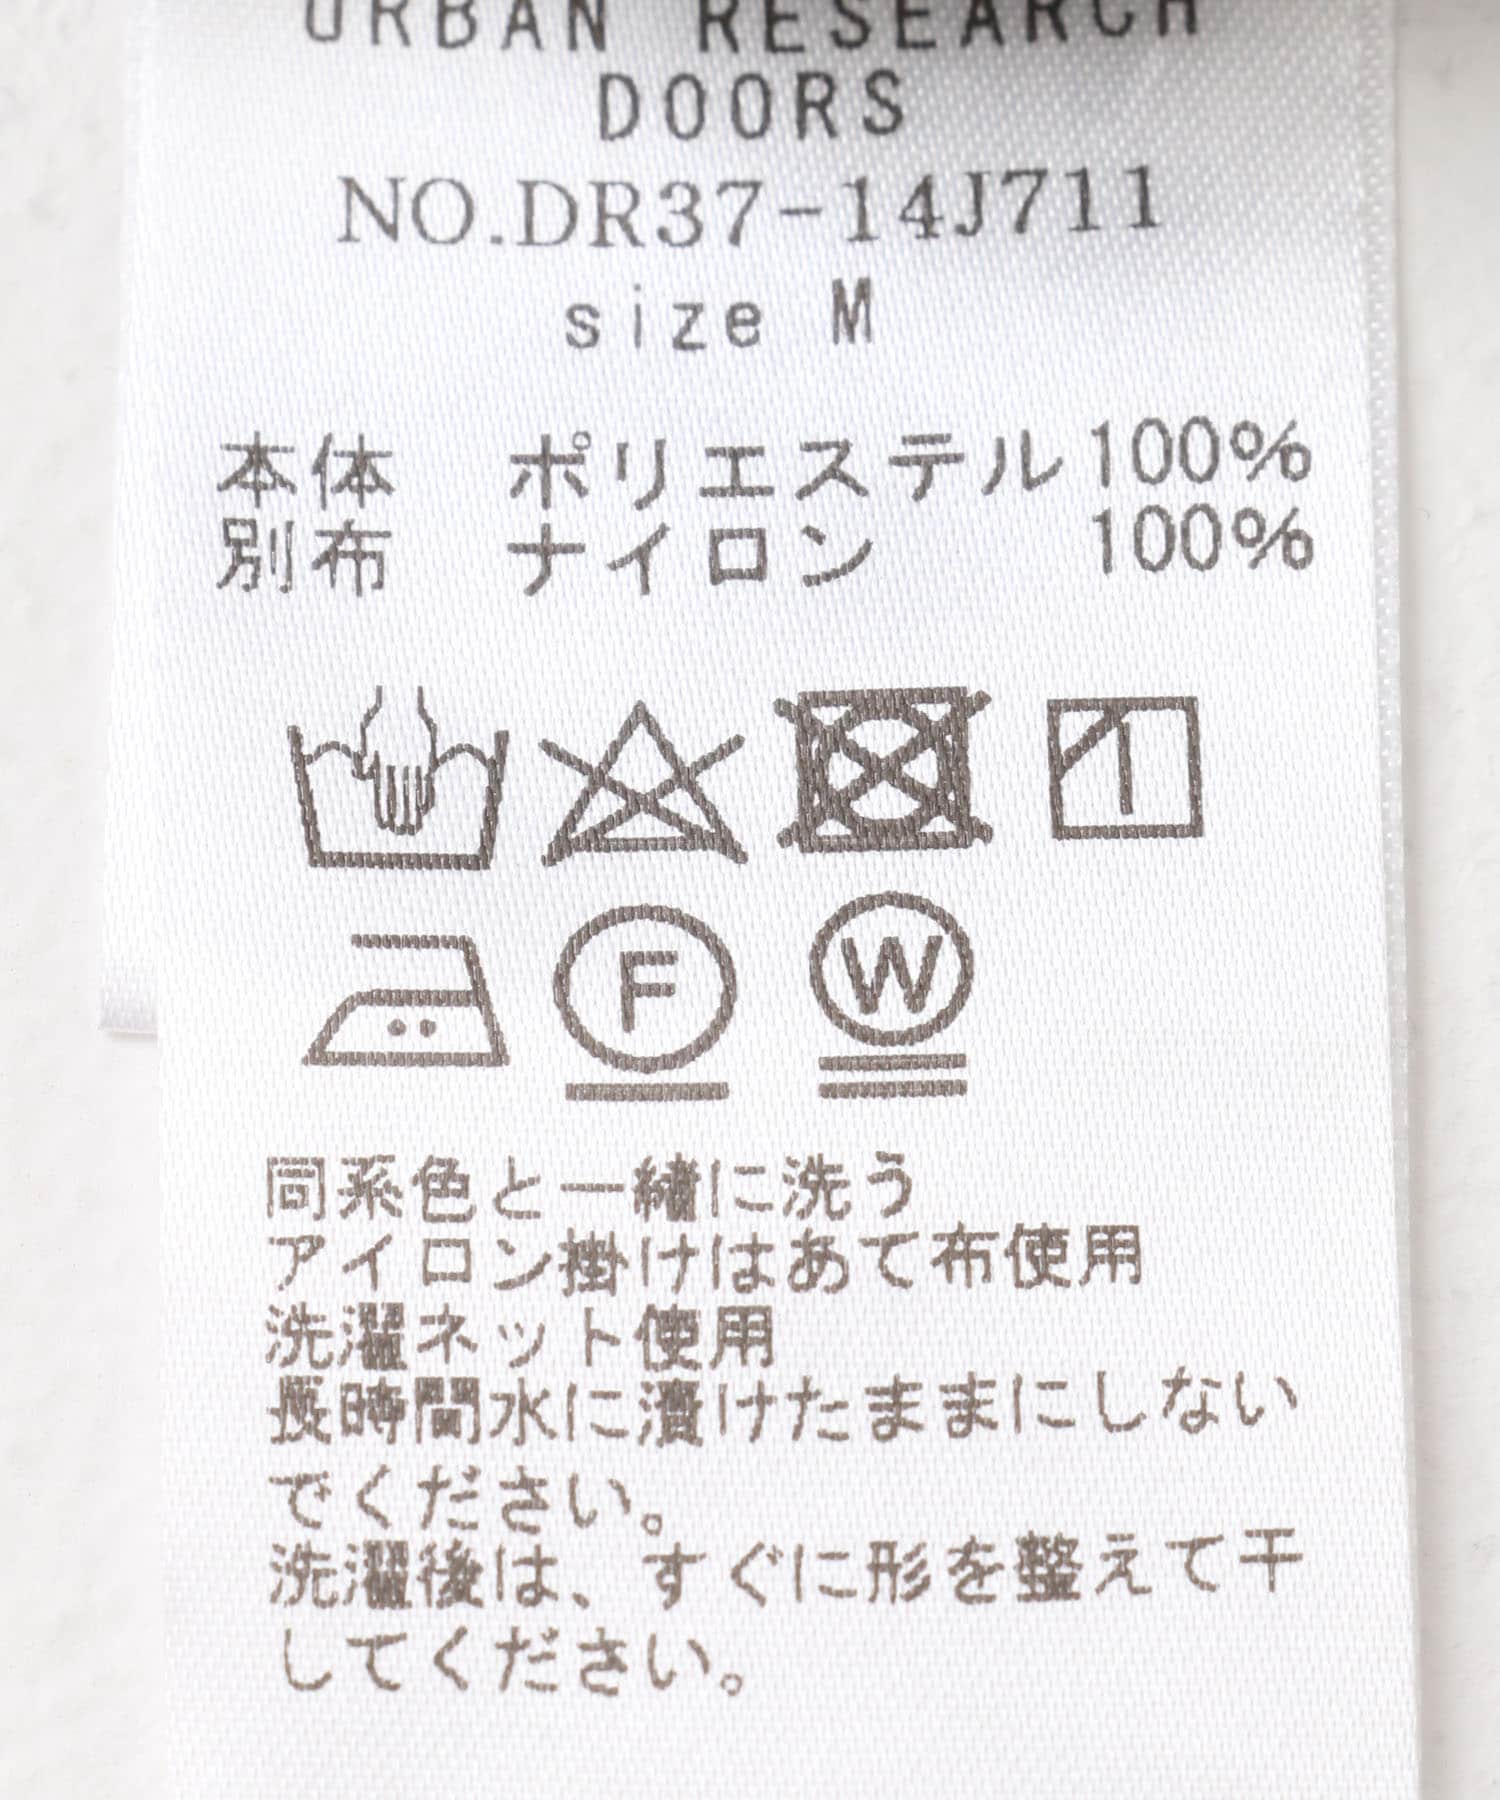 URBAN RESEARCH
DOORS
NO.DR37-14J711
size M
本体 ポリエステル100%
別布 ナイロン 100%
F W
同系色と一緒に洗う
アイロン掛けはあて布使用
洗濯ネット使用
長時間水に漬けたままにしない
でください。
洗濯後は、すぐに形を整えて干
してください。